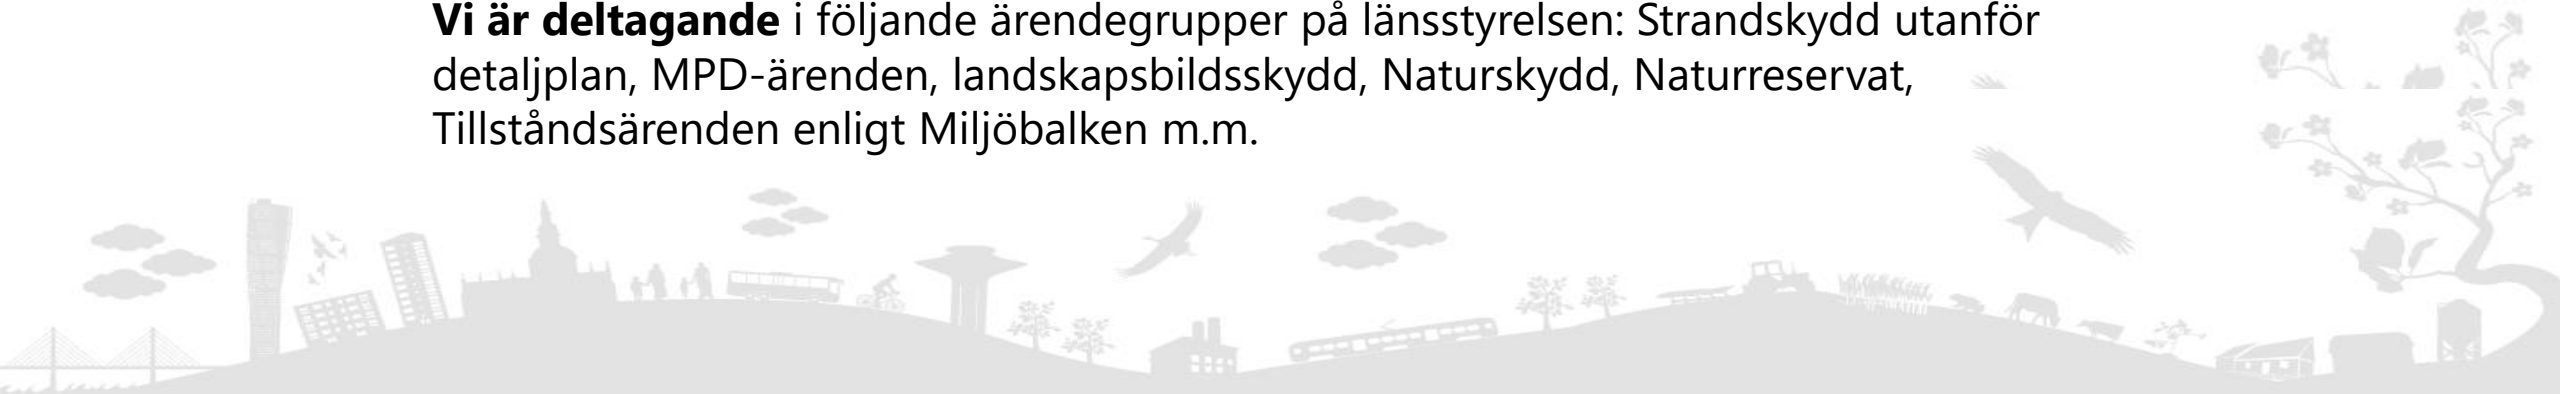 Vi är deltagande i följande ärendegrupper på länsstyrelsen: Strandskydd utanför
detaljplan, MPD-ärenden, landskapsbildsskydd, Naturskydd, Naturreservat,
Tillståndsärenden enligt Miljöbalken m.m.